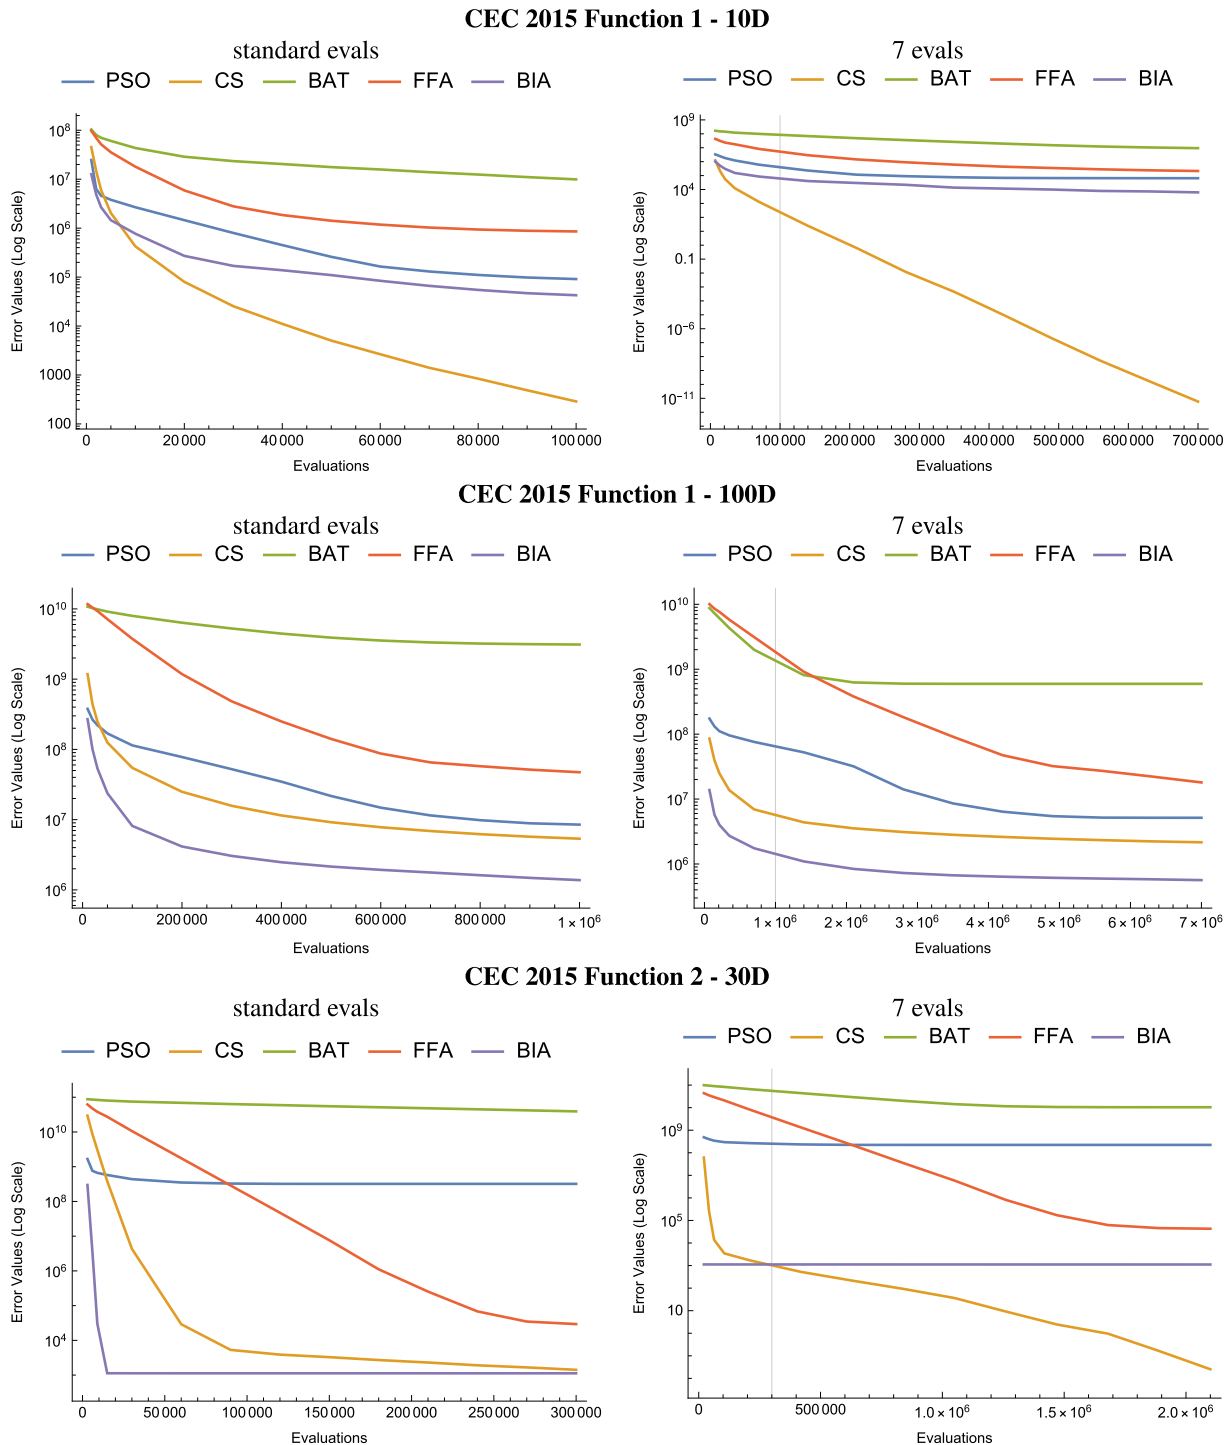 CEC 2015 Function 1 - 10D
standard evals
PSO CS BAT FFA BIA
Error Values (Log Scale)
10^8
10^7
10^6
10^5
10^4
1000
100
0 20000 40000 60000 80000 100000
Evaluations
7 evals
PSO CS BAT FFA BIA
Error Values (Log Scale)
10^9
10^4
0.1
10^-6
10^-11
0 100000 200000 300000 400000 500000 600000 700000
Evaluations
CEC 2015 Function 1 - 100D
standard evals
PSO CS BAT FFA BIA
Error Values (Log Scale)
10^10
10^9
10^8
10^7
10^6
0 200000 400000 600000 800000 1×10^6
Evaluations
7 evals
PSO CS BAT FFA BIA
Error Values (Log Scale)
10^10
10^9
10^8
10^7
10^6
0 1×10^6 2×10^6 3×10^6 4×10^6 5×10^6 6×10^6 7×10^6
Evaluations
CEC 2015 Function 2 - 30D
standard evals
PSO CS BAT FFA BIA
Error Values (Log Scale)
10^10
10^8
10^6
10^4
0 50000 100000 150000 200000 250000 300000
Evaluations
7 evals
PSO CS BAT FFA BIA
Error Values (Log Scale)
10^9
10^5
10
0 500000 1.0×10^6 1.5×10^6 2.0×10^6
Evaluations